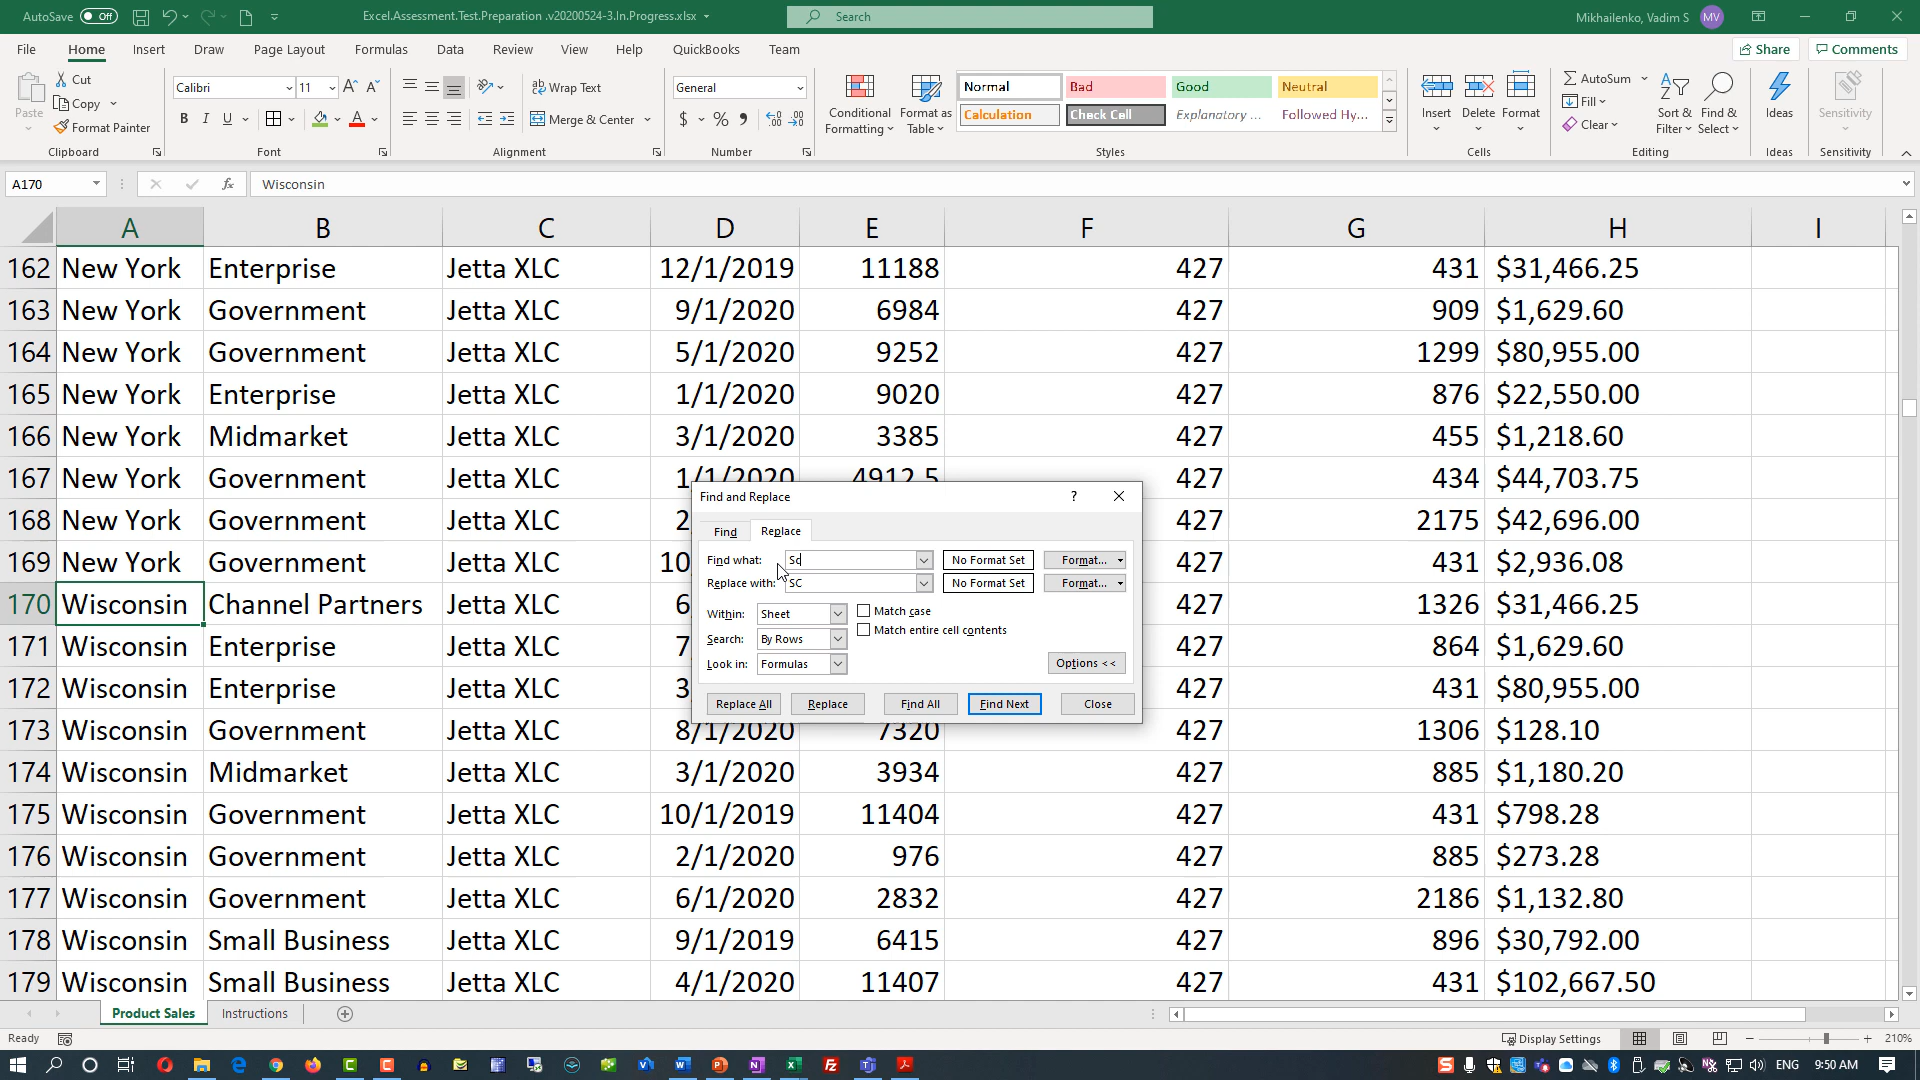 AutoSave Off Excel.Assessment.Test.Preparation .v20200524-3.In.Progress.xlsx Search Mikhailenko, Vadim S MV
File Home Insert Draw Page Layout Formulas Data Review View Help QuickBooks Team Share Comments
Paste Cut Copy Format Painter Clipboard
Calibri 11 B I U Font
Wrap Text Merge & Center Alignment
General $ % Number
Conditional Formatting Format as Table Normal Bad Good Neutral Calculation Check Cell Explanatory ... Followed Hy... Styles
Insert Delete Format Cells
AutoSum Fill Clear Sort & Filter Find & Select Editing
Ideas Ideas
Sensitivity Sensitivity
A170 fx Wisconsin
A B C D E F G H I
162 New York Enterprise Jetta XLC 12/1/2019 11188 427 431 $31,466.25
163 New York Government Jetta XLC 9/1/2020 6984 427 909 $1,629.60
164 New York Government Jetta XLC 5/1/2020 9252 427 1299 $80,955.00
165 New York Enterprise Jetta XLC 1/1/2020 9020 427 876 $22,550.00
166 New York Midmarket Jetta XLC 3/1/2020 3385 427 455 $1,218.60
167 New York Government Jetta XLC 1/1/2020 4912.5 427 434 $44,703.75
168 New York Government Jetta XLC 2 427 2175 $42,696.00
169 New York Government Jetta XLC 10 427 431 $2,936.08
170 Wisconsin Channel Partners Jetta XLC 6 427 1326 $31,466.25
171 Wisconsin Enterprise Jetta XLC 7 427 864 $1,629.60
172 Wisconsin Enterprise Jetta XLC 3 427 431 $80,955.00
173 Wisconsin Government Jetta XLC 8/1/2020 7320 427 1306 $128.10
174 Wisconsin Midmarket Jetta XLC 3/1/2020 3934 427 885 $1,180.20
175 Wisconsin Government Jetta XLC 10/1/2019 11404 427 431 $798.28
176 Wisconsin Government Jetta XLC 2/1/2020 976 427 885 $273.28
177 Wisconsin Government Jetta XLC 6/1/2020 2832 427 2186 $1,132.80
178 Wisconsin Small Business Jetta XLC 9/1/2019 6415 427 896 $30,792.00
179 Wisconsin Small Business Jetta XLC 4/1/2020 11407 427 431 $102,667.50
Find and Replace ?
Find Replace
Find what: Sc No Format Set Format...
Replace with: SC No Format Set Format...
Within: Sheet Match case
Search: By Rows Match entire cell contents
Look in: Formulas Options <<
Replace All Replace Find All Find Next Close
Product Sales Instructions
Ready Display Settings 210%
ENG 9:50 AM